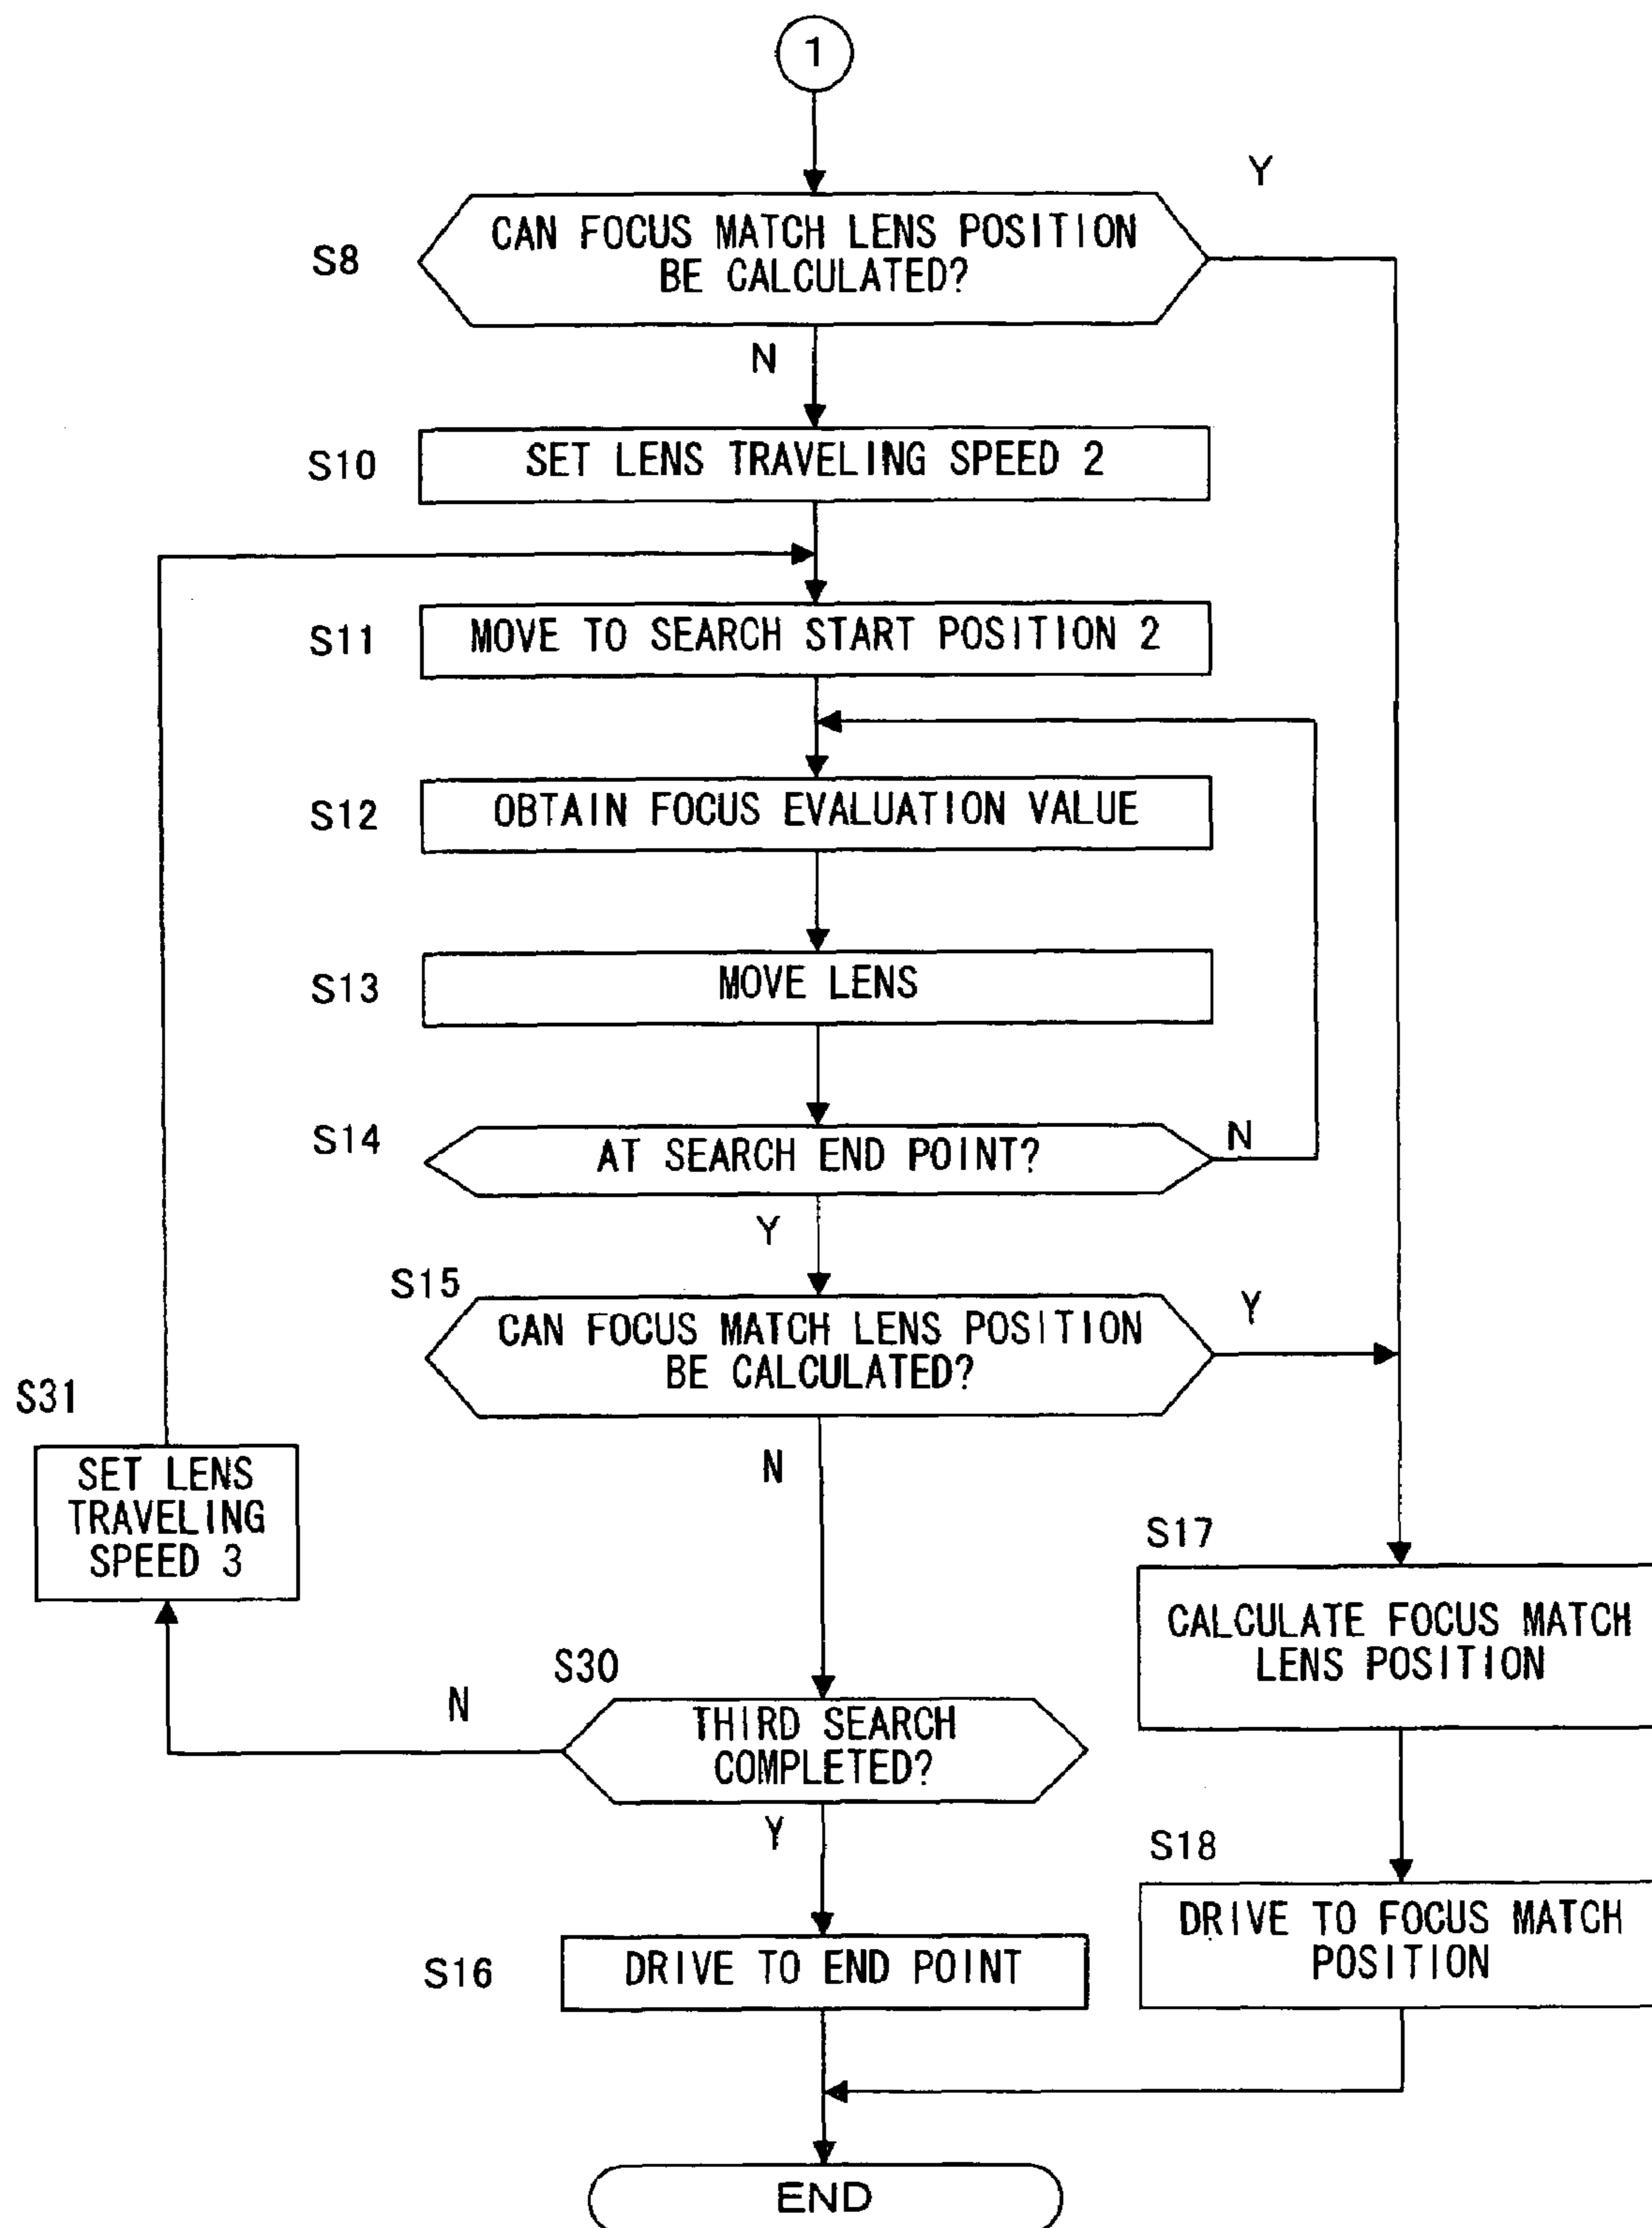 1
Y
S8
CAN FOCUS MATCH LENS POSITION
BE CALCULATED?
N
S10
SET LENS TRAVELING SPEED 2
S11
MOVE TO SEARCH START POSITION 2
S12
OBTAIN FOCUS EVALUATION VALUE
S13
MOVE LENS
S14
AT SEARCH END POINT?
N
Y
S15
CAN FOCUS MATCH LENS POSITION
BE CALCULATED?
Y
N
S31
SET LENS
TRAVELING
SPEED 3
S17
CALCULATE FOCUS MATCH
LENS POSITION
S30
THIRD SEARCH
COMPLETED?
N
Y
S18
DRIVE TO FOCUS MATCH
POSITION
S16
DRIVE TO END POINT
END